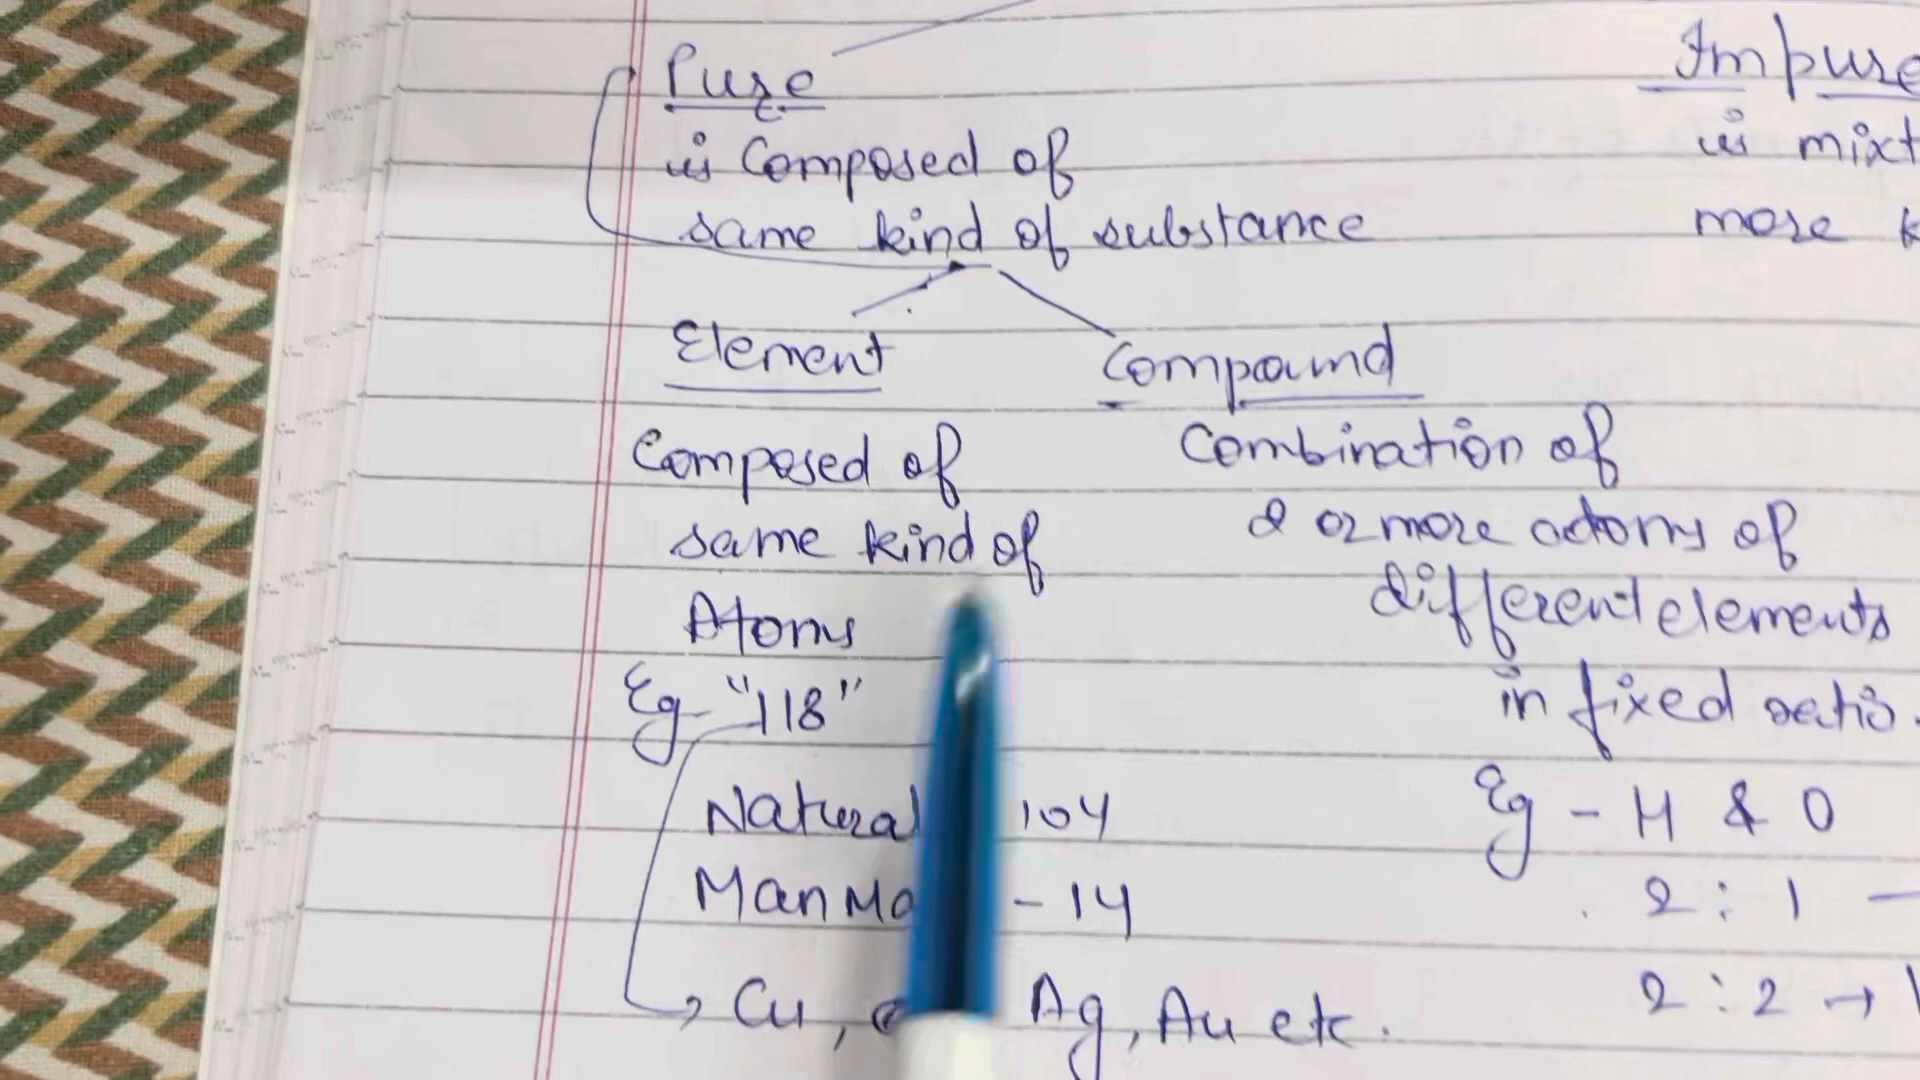 Pure
is composed of
same kind of substance
Element
Composed of
same kind of
Atoms
Eg - "118"
Natural 104
Man - 14
Cu, Ag, Au etc.
Compound
Combination of
2 or more atoms of
different elements
in fixed ratio.
Eg - H & O
2 : 1 —
2 : 2 →
Impure
is
more